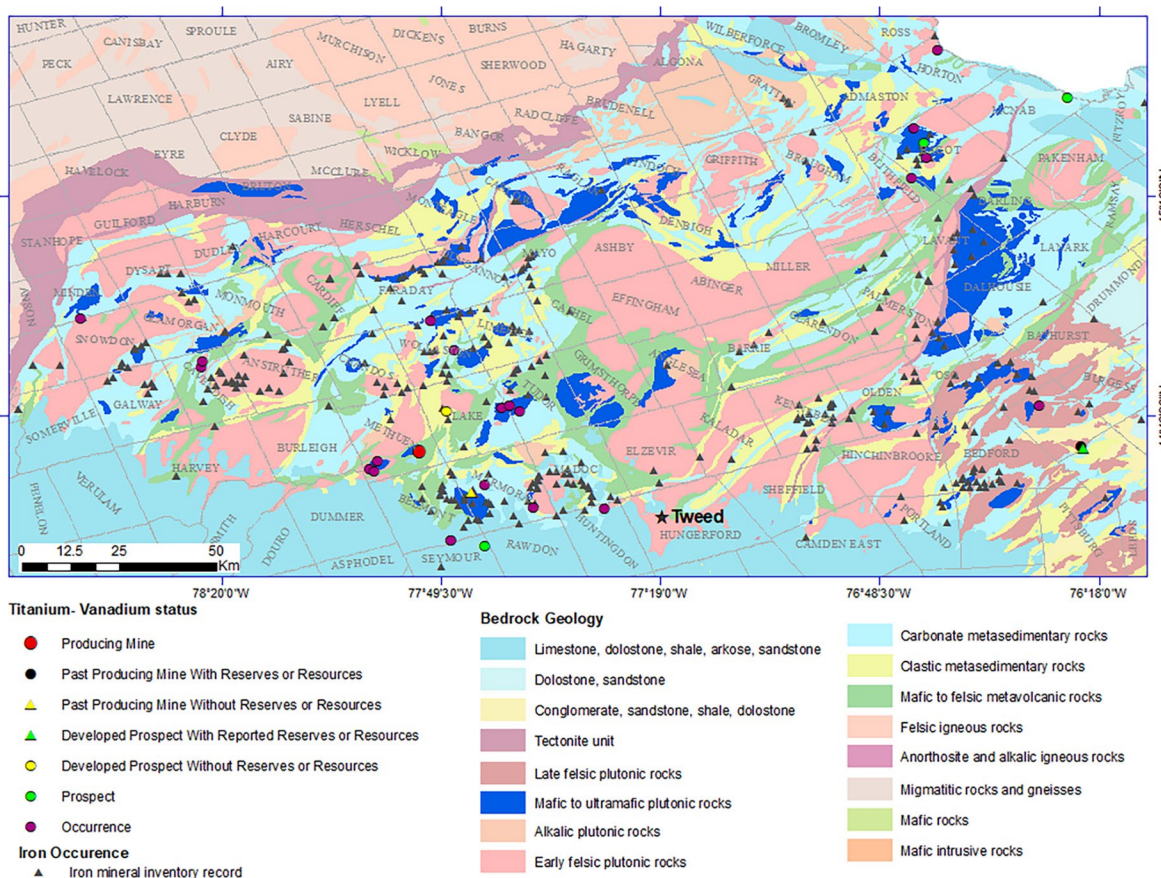 HUNTER
SPROULE
DICKENS
BURNS
WILBERFORCE
BROMLEY
ROSS
CANISBAY
MURCHISON
HAGARTY
PECK
AIRY
SHERWOOD
ALGONA
HORTON
JONES
LAWRENCE
LYELL
BRUDENELL
ADMASTON
MCNAB
SABINE
RADCLIFFE
CLYDE
BANGOR
EYRE
WICKLOW
GRIFFITH
BROUGHAM
PAKENHAM
HAVELOCK
MCCLURE
BLITHFIELD
BRUTON
RAGLAN
HARBURN
MONTEAGLE
DENBIGH
DARLING
RAMSAY
GUILFORD
HERSCHEL
STANHOPE
HARCOURT
ASHBY
LAVANT
LANARK
DUDLEY
MAYO
DYSART
MILLER
CARDIFF
FARADAY
ABINGER
DALHOUSIE
DRUMMOND
ANSON
MINDEN
MONMOUTH
EFFINGHAM
PALMERSTON
CASHEL
GLAMORGAN
LIMERICK
CLARENDON
BATHURST
SNOWDON
WOLLASTON
BARRIE
ANSTRUTHER
GRIMSTHORPE
ANGLESEA
OSO
BURGESS
CAVENDISH
OLDEN
TUDOR
SOMERVILLE
GALWAY
LAKE
KENNEBEC
METHUEN
KALADAR
BURLEIGH
ELZEVIR
HINCHINBROOKE
BEDFORD
HARVEY
MADOC
SHEFFIELD
VERULAM
FENELON
MARMORA
BELMONT
DUMMER
Tweed
PORTLAND
PITTSBURG
SMITH
DOURO
HUNTINGDON
HUNGERFORD
RAWDON
CAMDEN EAST
ASPHODEL
SEYMOUR
0 12.5 25 50
Km
78°20'0"W
77°49'30"W
77°19'0"W
76°48'30"W
76°18'0"W
Titanium- Vanadium status
Producing Mine
Past Producing Mine With Reserves or Resources
Past Producing Mine Without Reserves or Resources
Developed Prospect With Reported Reserves or Resources
Developed Prospect Without Reserves or Resources
Prospect
Occurrence
Iron Occurence
Iron mineral inventory record
Bedrock Geology
Limestone, dolostone, shale, arkose, sandstone
Dolostone, sandstone
Conglomerate, sandstone, shale, dolostone
Tectonite unit
Late felsic plutonic rocks
Mafic to ultramafic plutonic rocks
Alkalic plutonic rocks
Early felsic plutonic rocks
Carbonate metasedimentary rocks
Clastic metasedimentary rocks
Mafic to felsic metavolcanic rocks
Felsic igneous rocks
Anorthosite and alkalic igneous rocks
Migmatitic rocks and gneisses
Mafic rocks
Mafic intrusive rocks